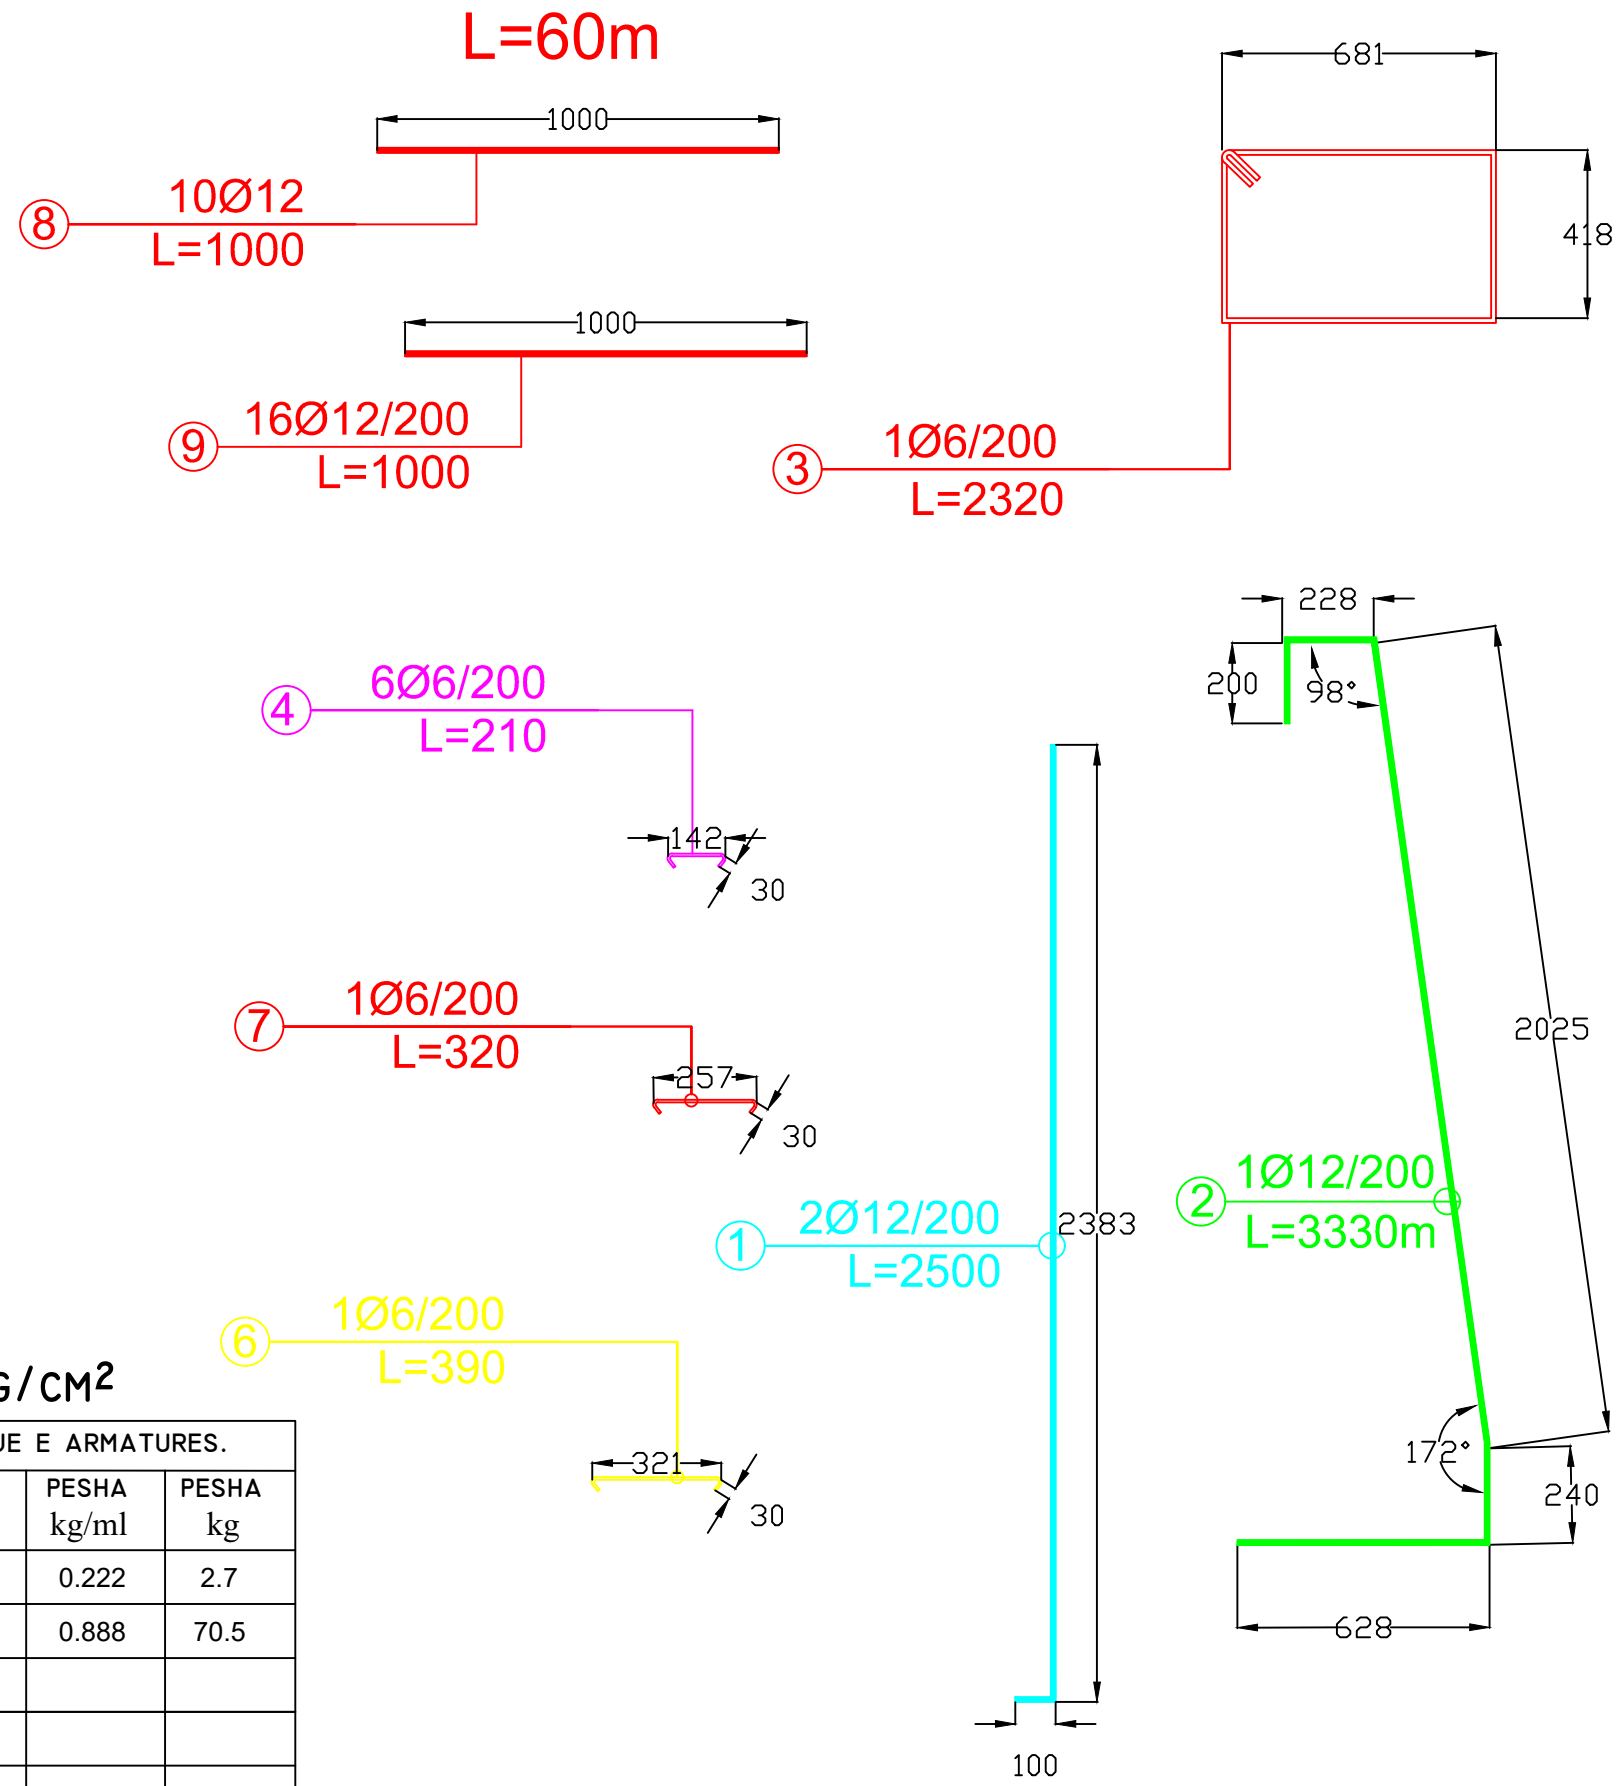 L=60m
681
1000
8
10Ø12
L=1000
418
1000
9
16Ø12/200
L=1000
3
1Ø6/200
L=2320
228
200
98°
4
6Ø6/200
L=210
142
30
2025
7
1Ø6/200
L=320
257
30
2
1Ø12/200
L=3330m
1
2Ø12/200
L=2500
2383
6
1Ø6/200
L=390
321
30
172°
240
628
100
G/CM²
UE E ARMATURES.
PESHA kg/ml
PESHA kg
0.222 2.7
0.888 70.5